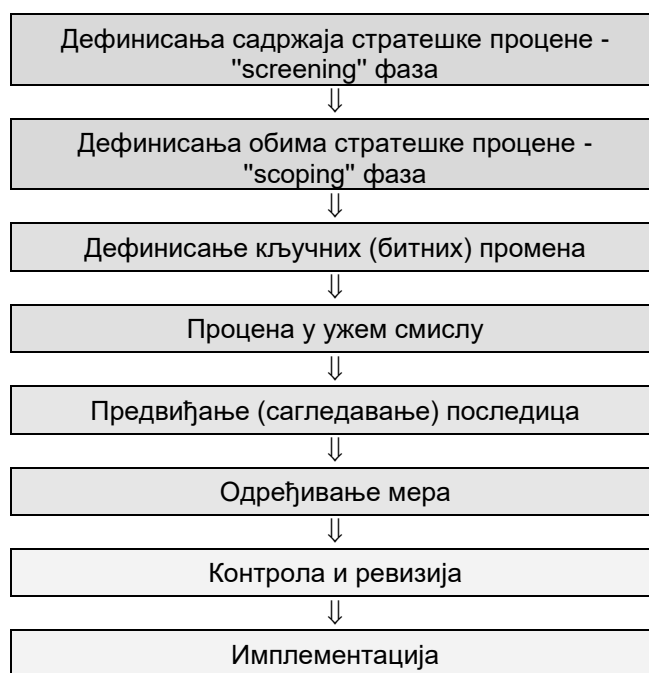 Дефинисања садржаја стратешке процене -
"screening" фаза
⇓
Дефинисања обима стратешке процене -
"scoping" фаза
⇓
Дефинисање кључних (битних) промена
⇓
Процена у ужем смислу
⇓
Предвиђање (сагледавање) последица
⇓
Одређивање мера
⇓
Контрола и ревизија
⇓
Имплементација